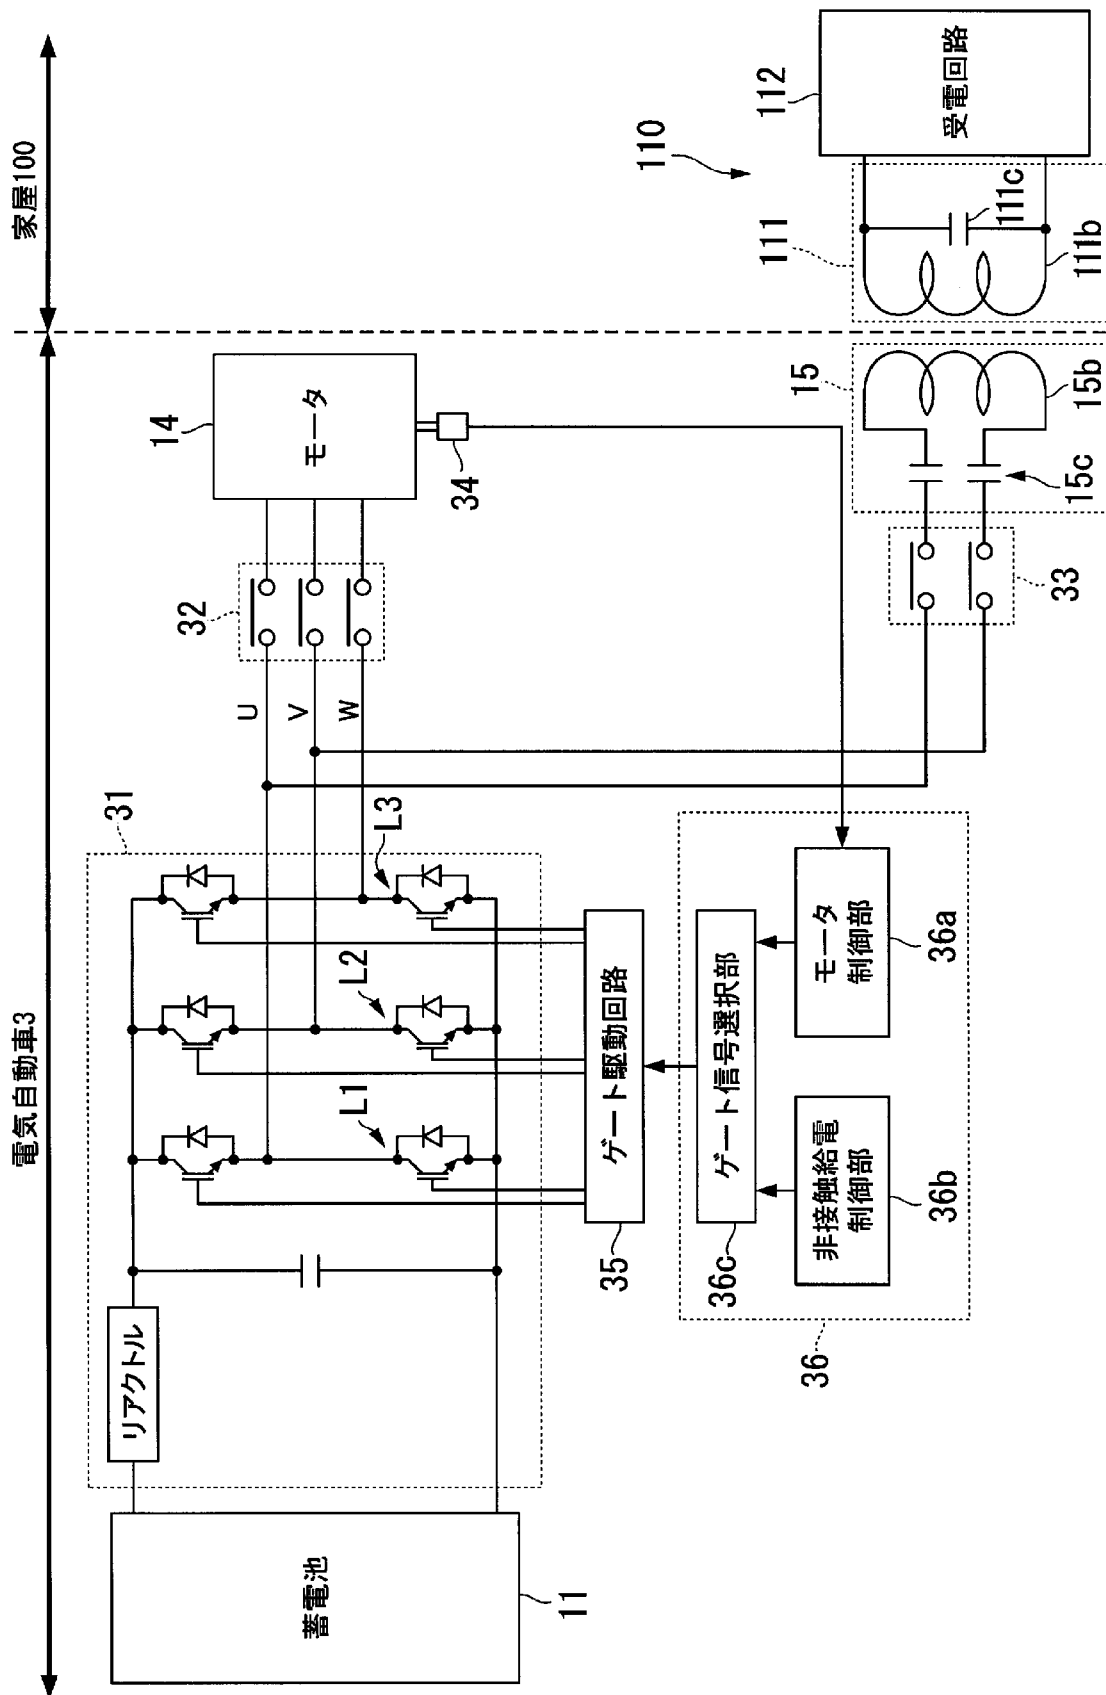 電気自動車3
家屋100
31
リアクトル
L1
L2
L3
U
V
W
32
14
モータ
34
蓄電池
11
35
ゲート駆動回路
36
36c
ゲート信号選択部
非接触給電
制御部
36b
モータ
制御部
36a
33
15
15b
15c
110
111
111b
111c
112
受電回路